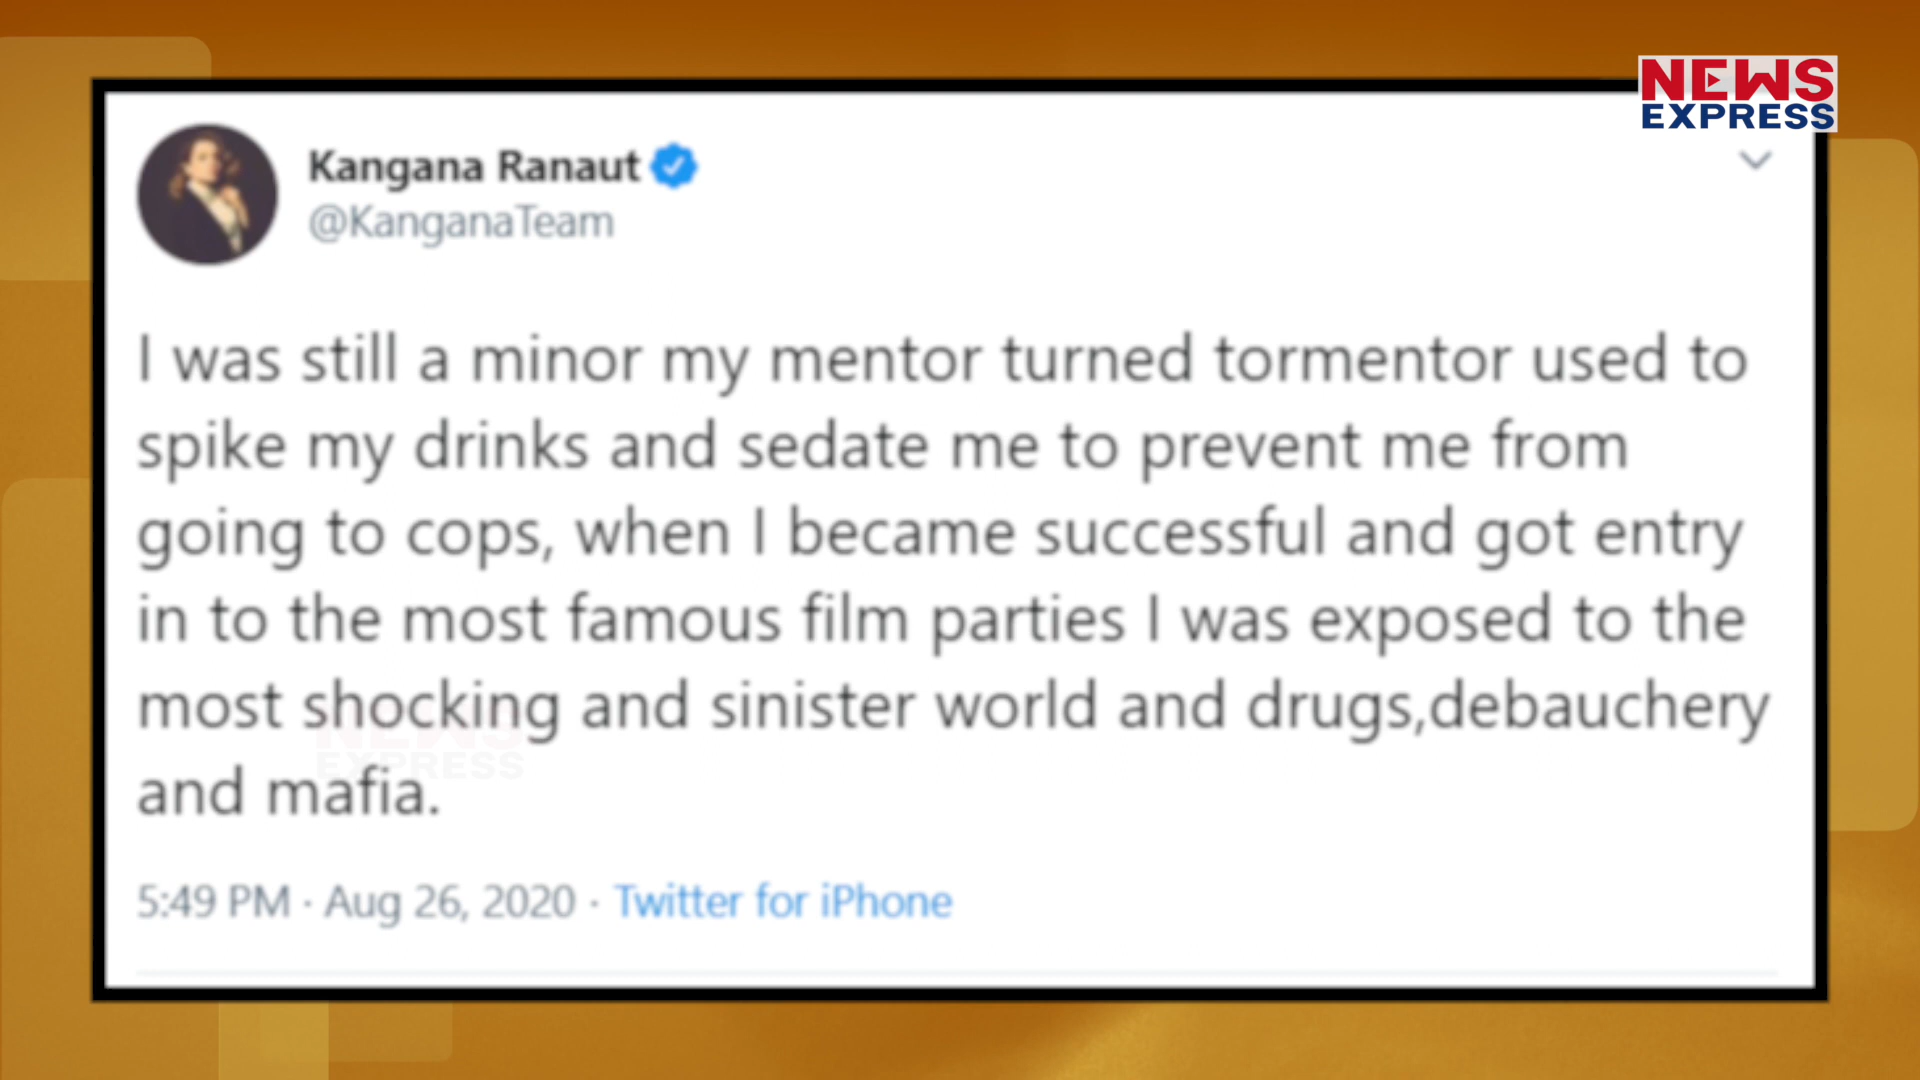 NEWS
EXPRESS
Kangana Ranaut
@KanganaTeam
I was still a minor my mentor turned tormentor used to
spike my drinks and sedate me to prevent me from
going to cops, when I became successful and got entry
in to the most famous film parties I was exposed to the
most shocking and sinister world and drugs,debauchery
and mafia.
NEWS
EXPRESS
5:49 PM · Aug 26, 2020 · Twitter for iPhone